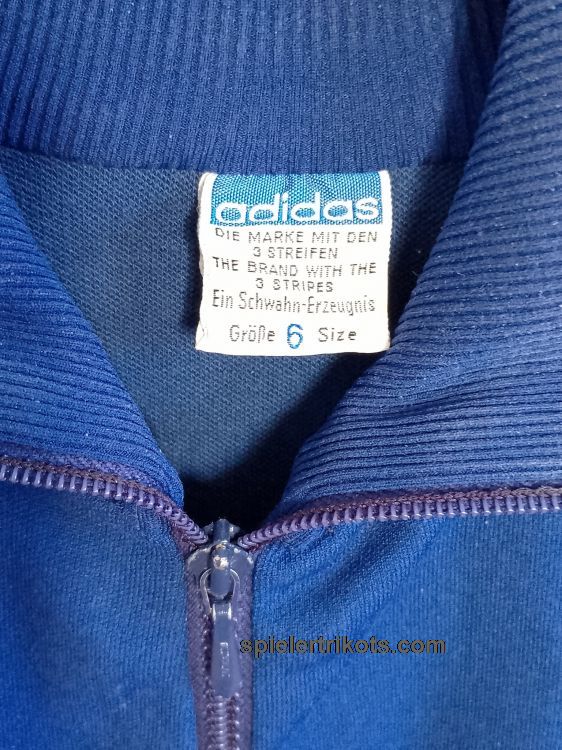 adidas
DIE MARKE MIT DEN
3 STREIFEN
THE BRAND WITH THE
3 STRIPES
Ein Schwahn-Erzeugnis
Größe 6 Size
spielertrikots.com